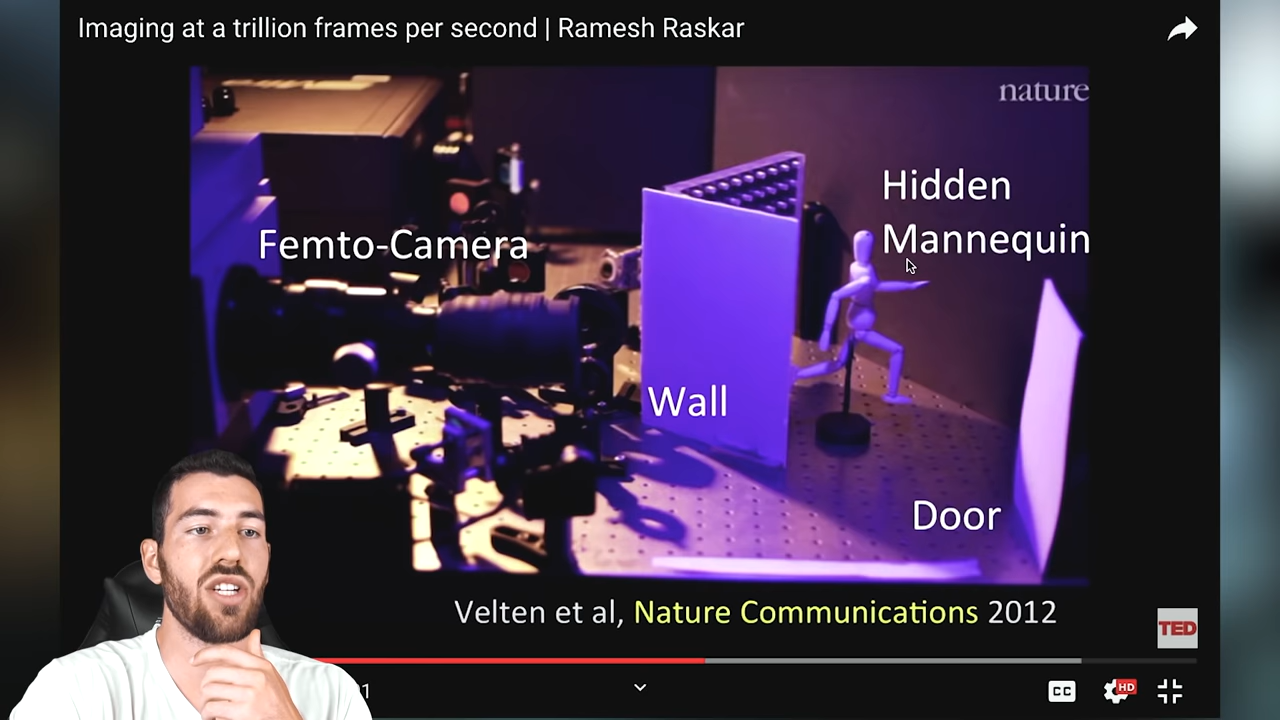 Imaging at a trillion frames per second | Ramesh Raskar
nature
Hidden
Mannequin
Femto-Camera
Wall
Door
Velten et al, Nature Communications 2012
TED
1
CC
HD